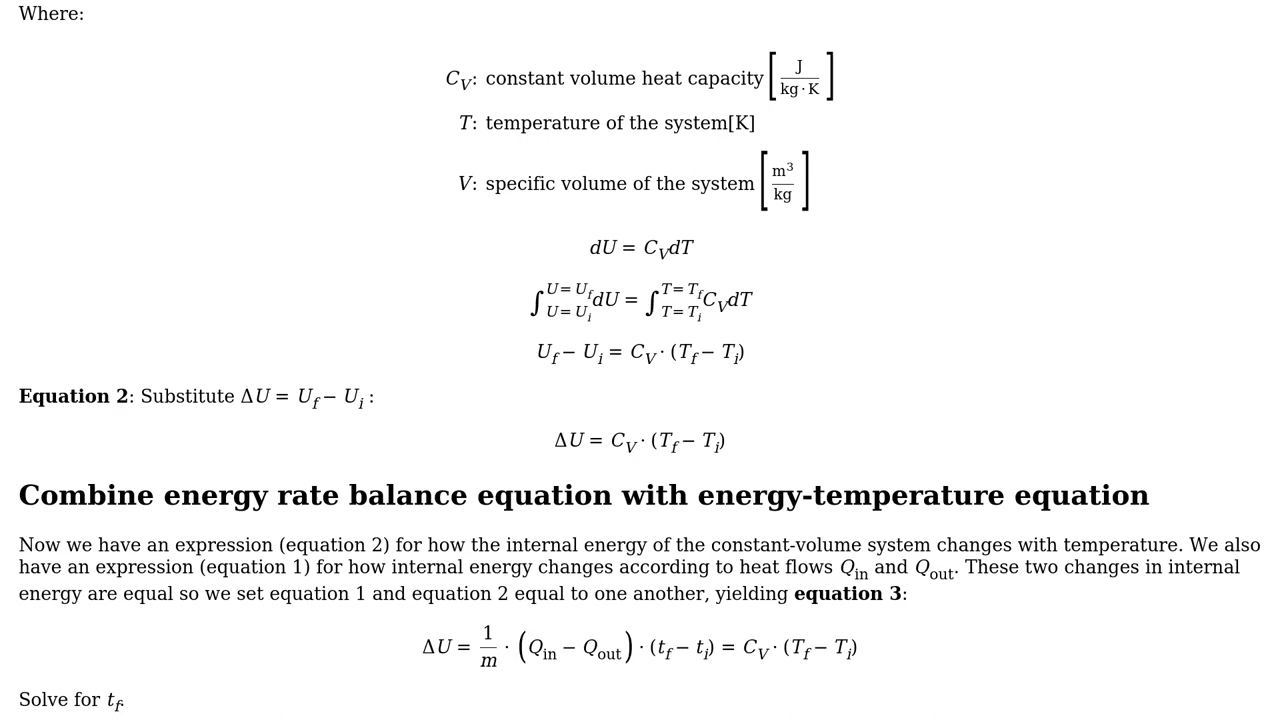 Where:
C_V: constant volume heat capacity [J / kg · K]
T: temperature of the system[K]
V: specific volume of the system [m³ / kg]
dU = C_V dT
∫_{U=U_i}^{U=U_f} dU = ∫_{T=T_i}^{T=T_f} C_V dT
U_f − U_i = C_V · (T_f − T_i)
Equation 2: Substitute ΔU = U_f − U_i :
ΔU = C_V · (T_f − T_i)
Combine energy rate balance equation with energy-temperature equation
Now we have an expression (equation 2) for how the internal energy of the constant-volume system changes with temperature. We also
have an expression (equation 1) for how internal energy changes according to heat flows Q_in and Q_out. These two changes in internal
energy are equal so we set equation 1 and equation 2 equal to one another, yielding equation 3:
ΔU = 1/m · (Q_in − Q_out) · (t_f − t_i) = C_V · (T_f − T_i)
Solve for t_f.